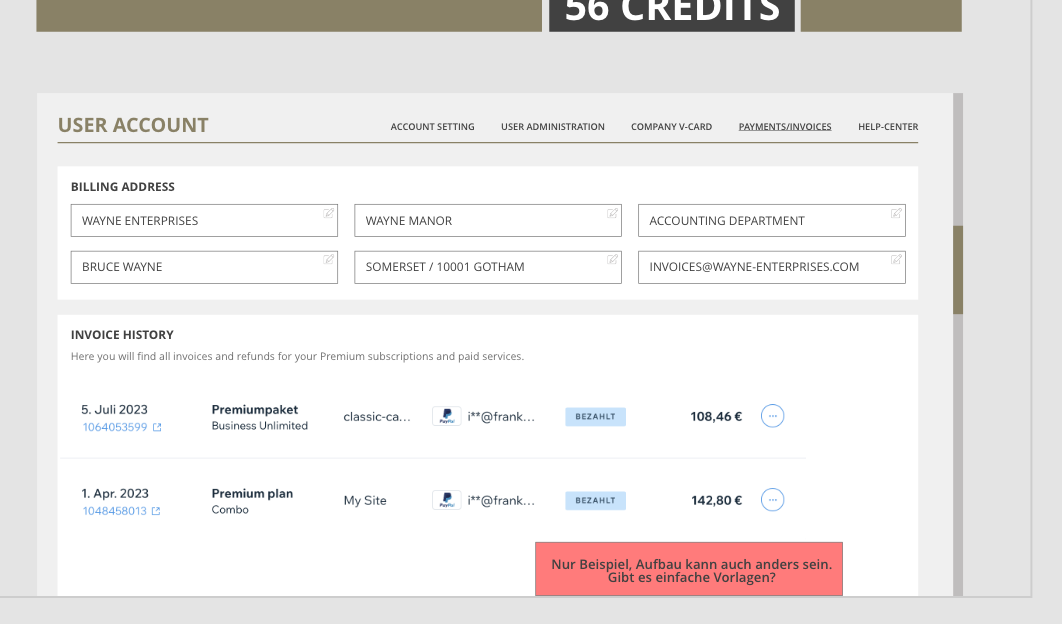 56 CREDITS
USER ACCOUNT
ACCOUNT SETTING USER ADMINISTRATION COMPANY V-CARD PAYMENTS/INVOICES HELP-CENTER
BILLING ADDRESS
WAYNE ENTERPRISES WAYNE MANOR ACCOUNTING DEPARTMENT
BRUCE WAYNE SOMERSET / 10001 GOTHAM INVOICES@WAYNE-ENTERPRISES.COM
INVOICE HISTORY
Here you will find all invoices and refunds for your Premium subscriptions and paid services.
5. Juli 2023 Premiumpaket classic-ca... PayPal i**@frank... BEZAHLT 108,46 €
1064053599 Business Unlimited
1. Apr. 2023 Premium plan My Site PayPal i**@frank... BEZAHLT 142,80 €
1048458013 Combo
Nur Beispiel, Aufbau kann auch anders sein.
Gibt es einfache Vorlagen?